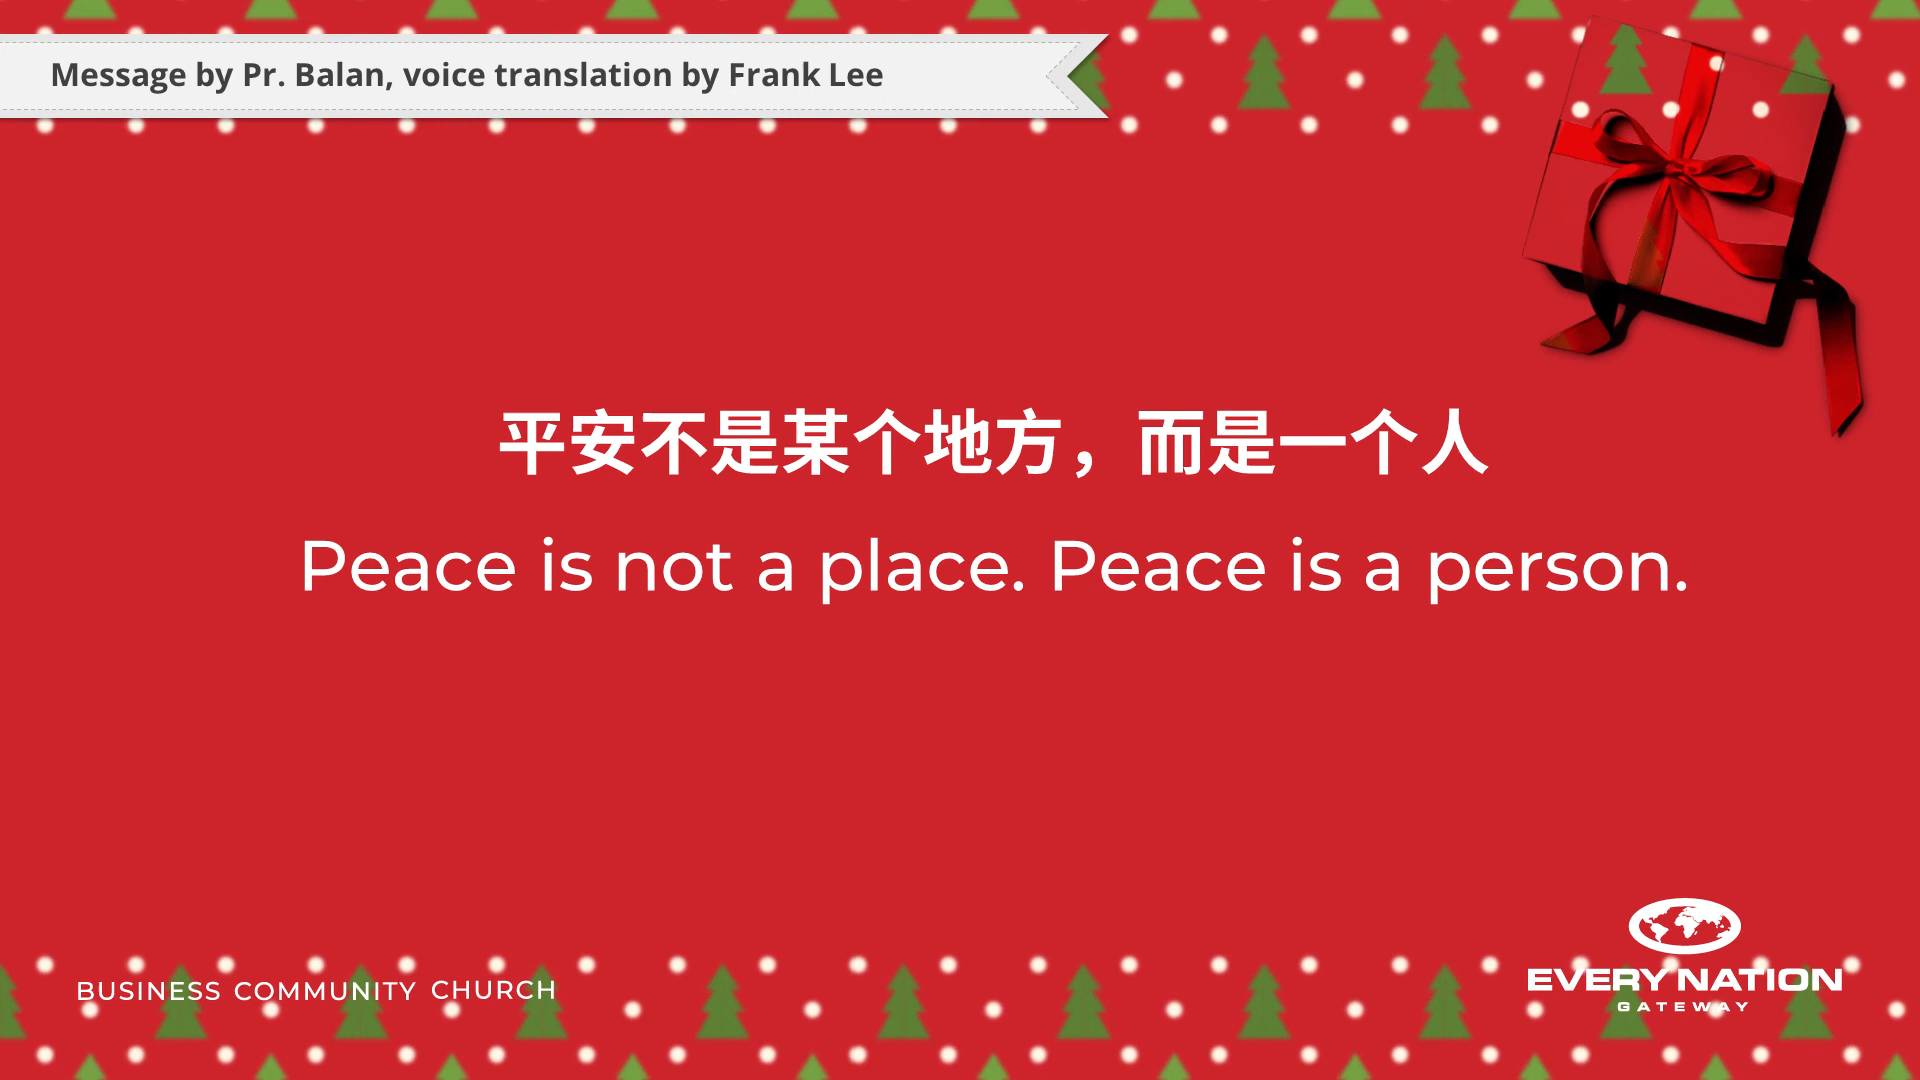 Message by Pr. Balan, voice translation by Frank Lee
平安不是某个地方，而是一个人
Peace is not a place. Peace is a person.
BUSINESS COMMUNITY CHURCH
EVERY NATION
GATEWAY